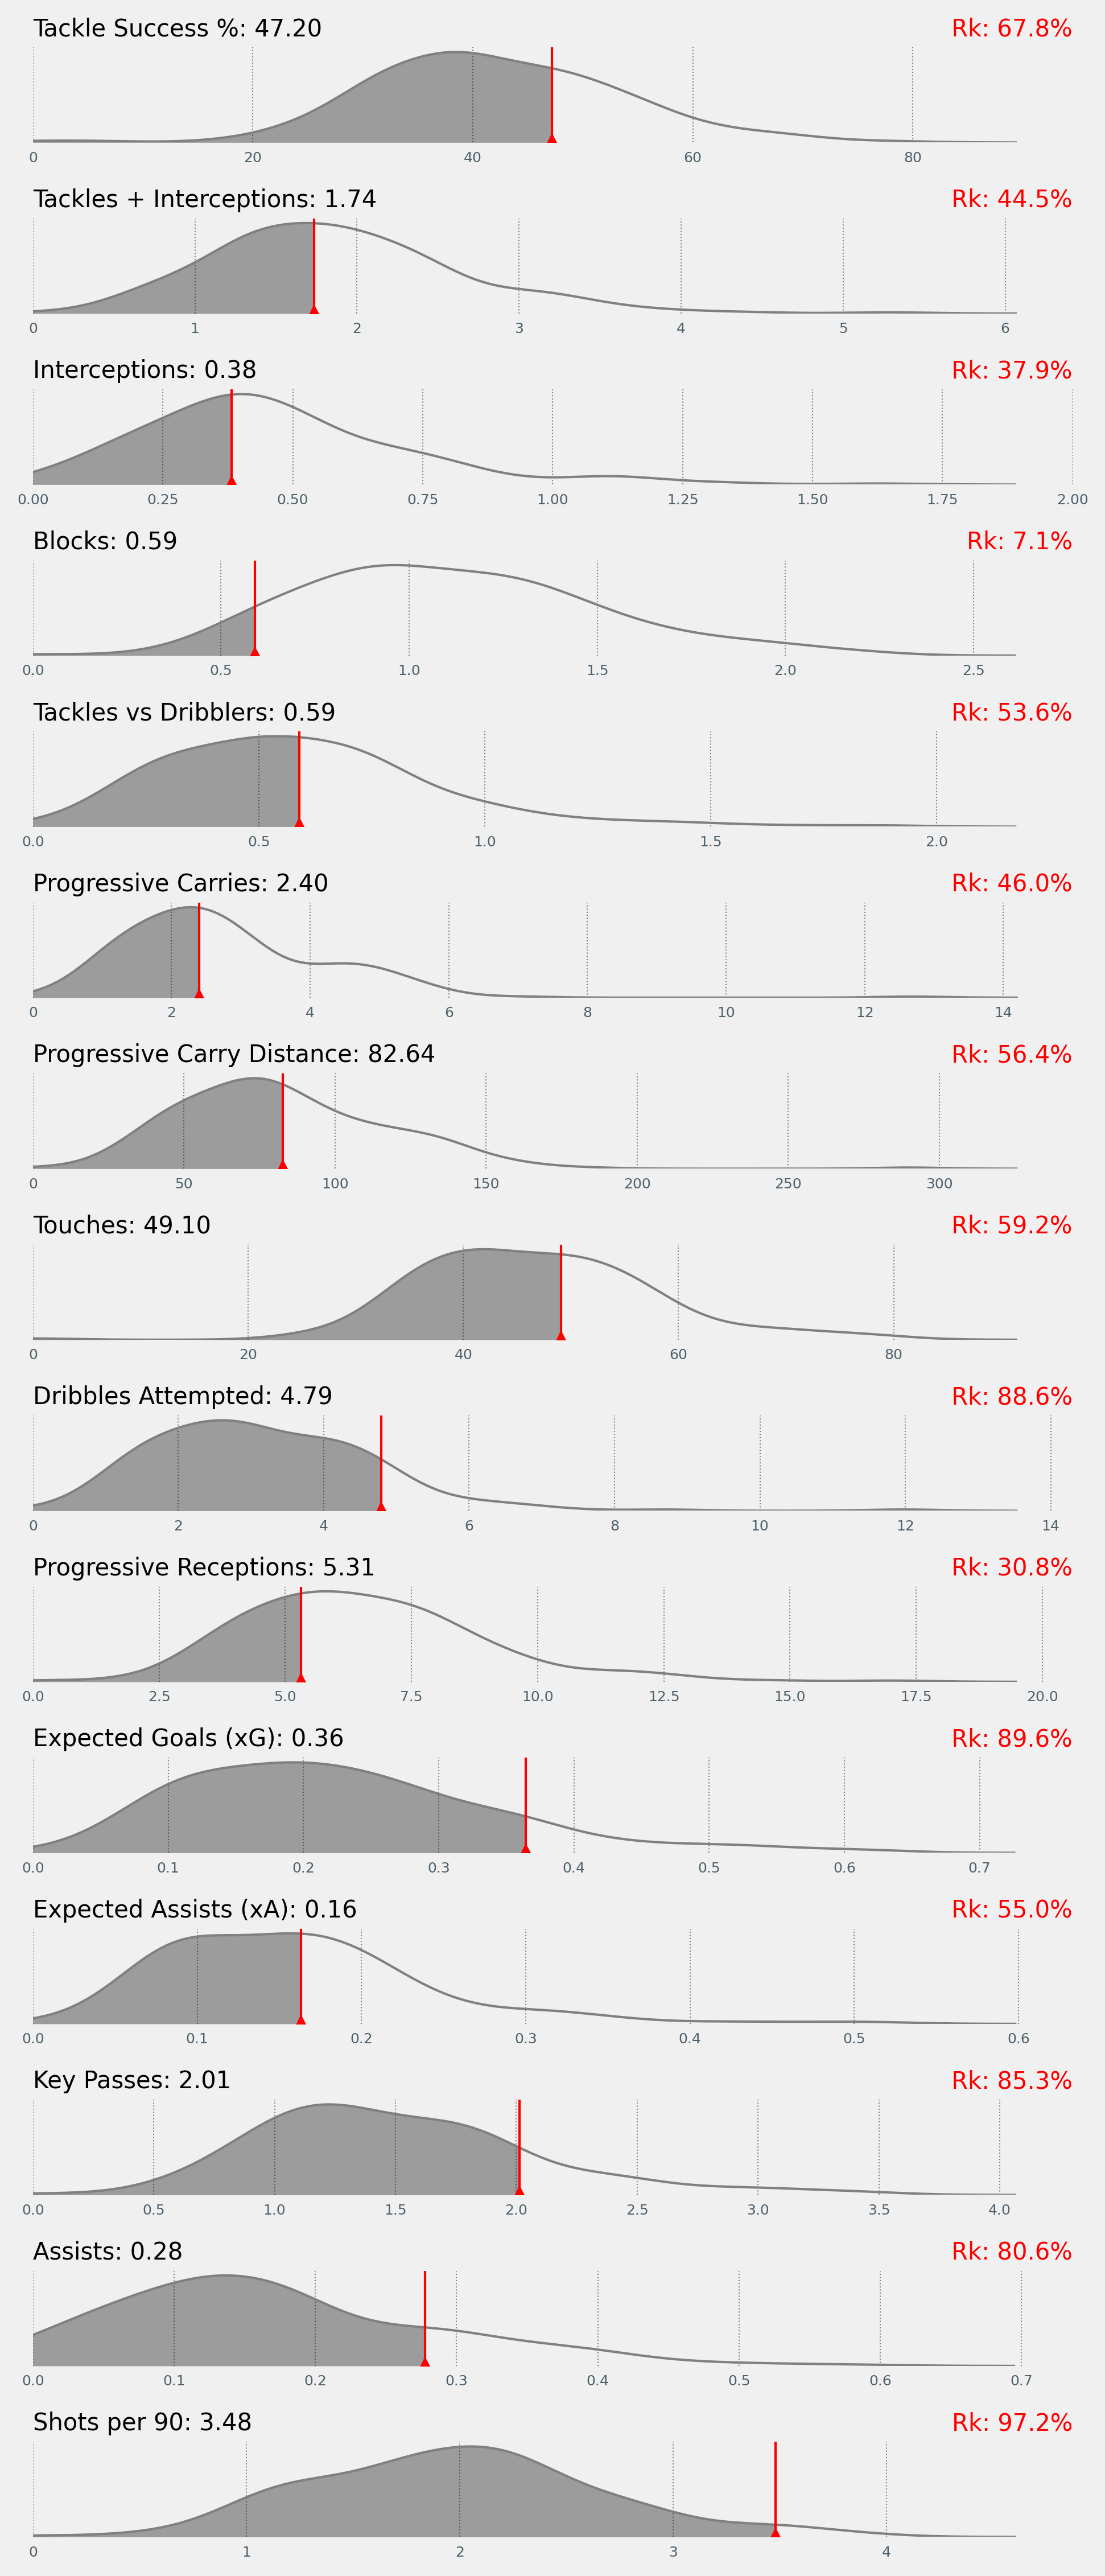 Tackle Success %: 47.20 Rk: 67.8%
0 20 40 60 80
Tackles + Interceptions: 1.74 Rk: 44.5%
0 1 2 3 4 5 6
Interceptions: 0.38 Rk: 37.9%
0.00 0.25 0.50 0.75 1.00 1.25 1.50 1.75 2.00
Blocks: 0.59 Rk: 7.1%
0.0 0.5 1.0 1.5 2.0 2.5
Tackles vs Dribblers: 0.59 Rk: 53.6%
0.0 0.5 1.0 1.5 2.0
Progressive Carries: 2.40 Rk: 46.0%
0 2 4 6 8 10 12 14
Progressive Carry Distance: 82.64 Rk: 56.4%
0 50 100 150 200 250 300
Touches: 49.10 Rk: 59.2%
0 20 40 60 80
Dribbles Attempted: 4.79 Rk: 88.6%
0 2 4 6 8 10 12 14
Progressive Receptions: 5.31 Rk: 30.8%
0.0 2.5 5.0 7.5 10.0 12.5 15.0 17.5 20.0
Expected Goals (xG): 0.36 Rk: 89.6%
0.0 0.1 0.2 0.3 0.4 0.5 0.6 0.7
Expected Assists (xA): 0.16 Rk: 55.0%
0.0 0.1 0.2 0.3 0.4 0.5 0.6
Key Passes: 2.01 Rk: 85.3%
0.0 0.5 1.0 1.5 2.0 2.5 3.0 3.5 4.0
Assists: 0.28 Rk: 80.6%
0.0 0.1 0.2 0.3 0.4 0.5 0.6 0.7
Shots per 90: 3.48 Rk: 97.2%
0 1 2 3 4